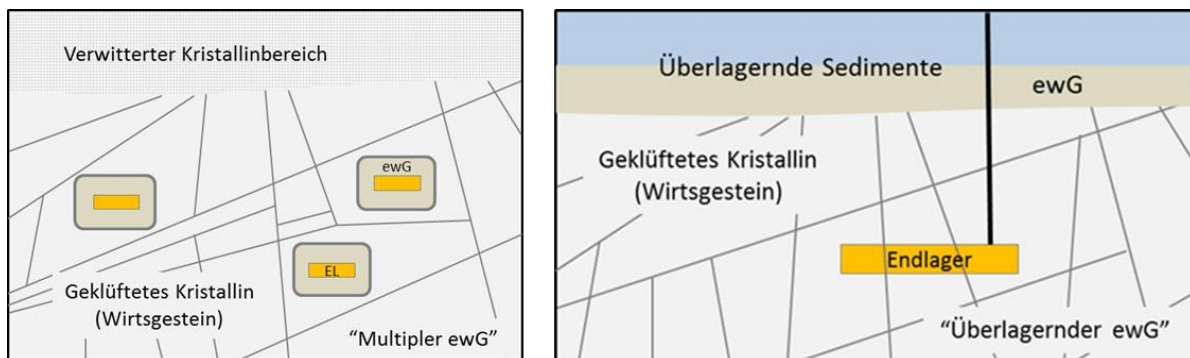 Verwitterter Kristallinbereich
ewG
EL
Geklüftetes Kristallin
(Wirtsgestein)
“Multipler ewG”
Überlagernde Sedimente
ewG
Geklüftetes Kristallin
(Wirtsgestein)
Endlager
“Überlagernder ewG”